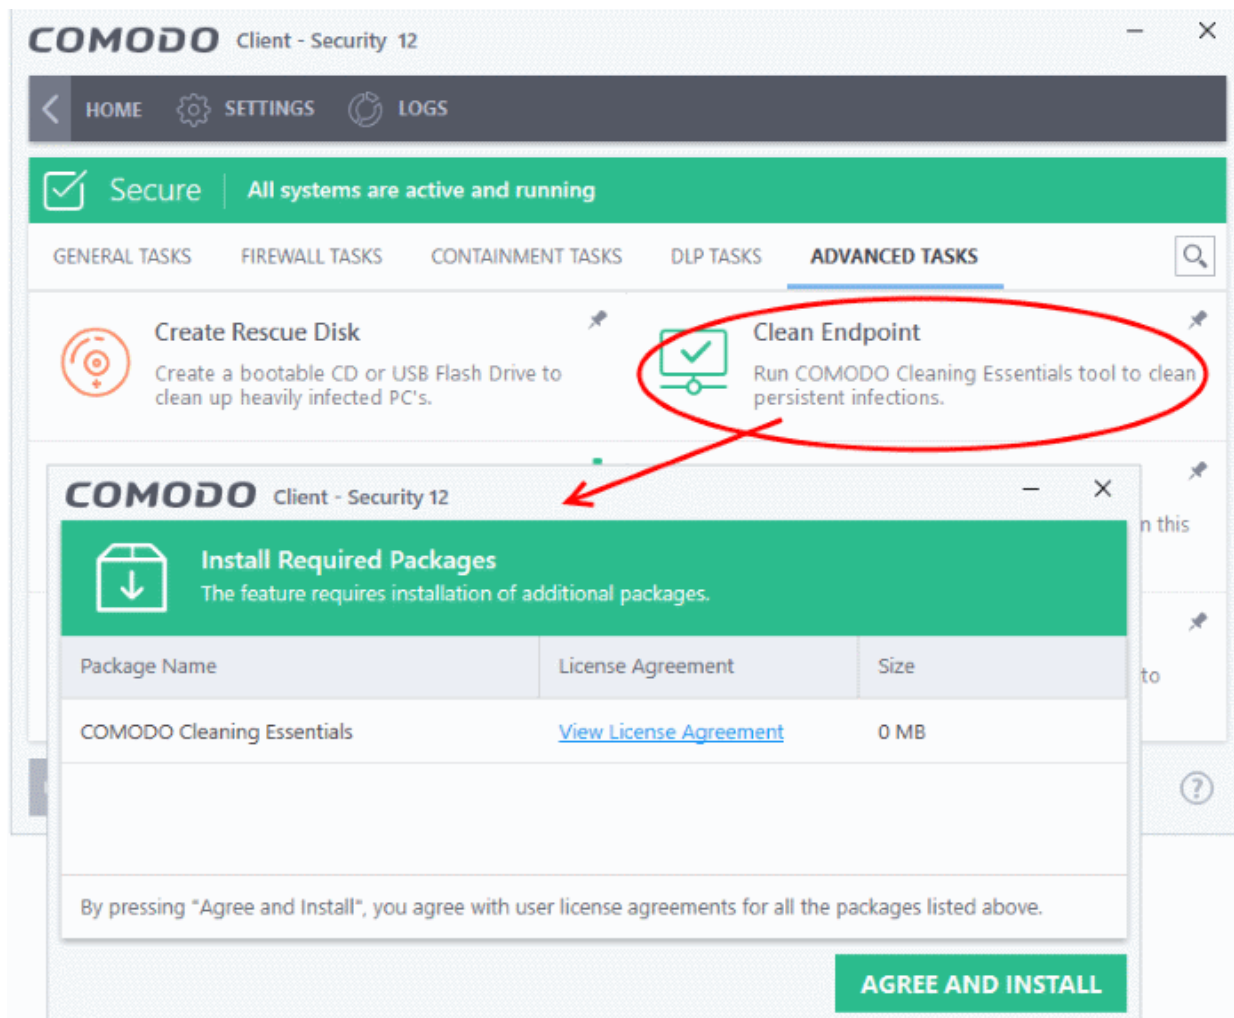 COMODO Client - Security 12
HOME SETTINGS LOGS
Secure All systems are active and running
GENERAL TASKS FIREWALL TASKS CONTAINMENT TASKS DLP TASKS ADVANCED TASKS
Create Rescue Disk
Create a bootable CD or USB Flash Drive to
clean up heavily infected PC's.
Clean Endpoint
Run COMODO Cleaning Essentials tool to clean
persistent infections.
n this
to
?
COMODO Client - Security 12
Install Required Packages
The feature requires installation of additional packages.
Package Name License Agreement Size
COMODO Cleaning Essentials View License Agreement 0 MB
By pressing "Agree and Install", you agree with user license agreements for all the packages listed above.
AGREE AND INSTALL